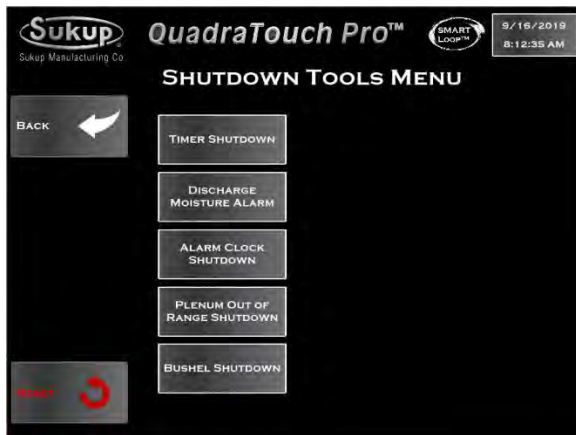 Sukup
Sukup Manufacturing Co
QuadraTouch Pro™
SMART
LOOP™
9/16/2019
8:12:35 AM
SHUTDOWN TOOLS MENU
BACK
TIMER SHUTDOWN
DISCHARGE
MOISTURE ALARM
ALARM CLOCK
SHUTDOWN
PLENUM OUT OF
RANGE SHUTDOWN
BUSHEL SHUTDOWN
RESET